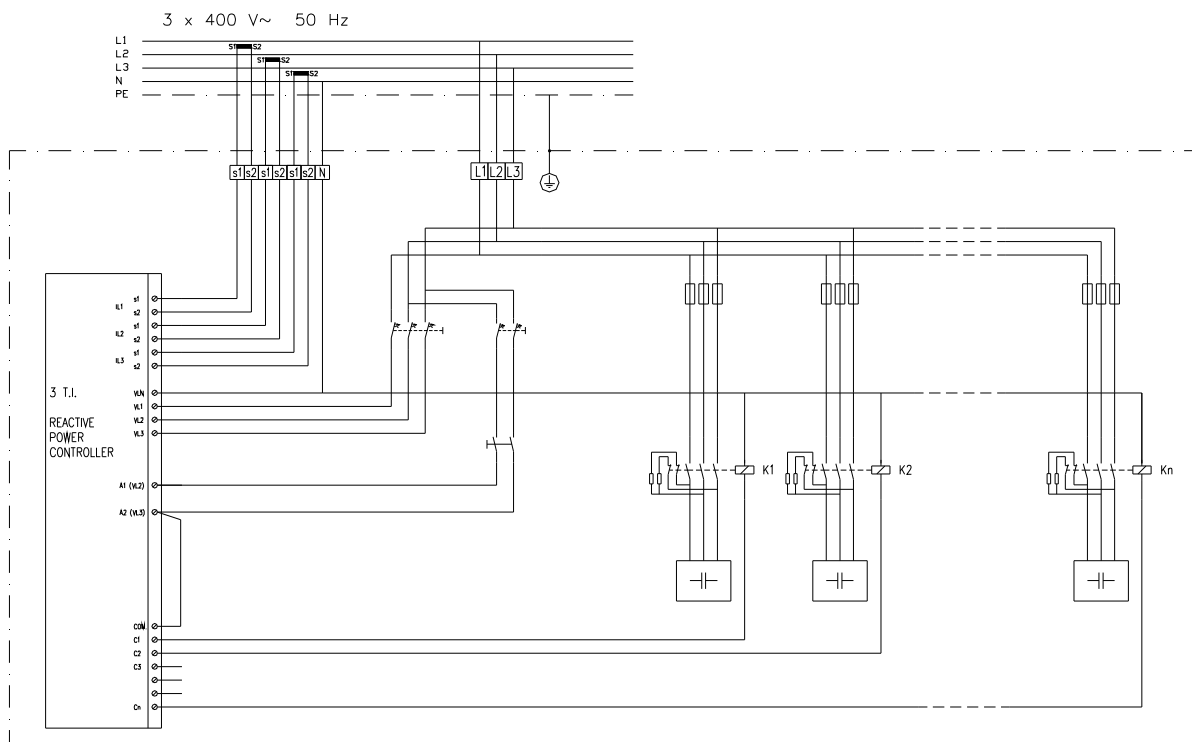 3 x 400 V~ 50 Hz
L1
S1 S2
L2
S1 S2
L3
S1 S2
N
PE
s1 s2 s1 s2 s1 s2 N
L1 L2 L3
s1
IL1
s2
s1
IL2
s2
s1
IL3
s2
3 T.I.
VLN
VL1
REACTIVE
VL2
POWER
VL3
CONTROLLER
K1
K2
Kn
A1 (VL2)
A2 (VL3)
COM
C1
C2
C3
Cn